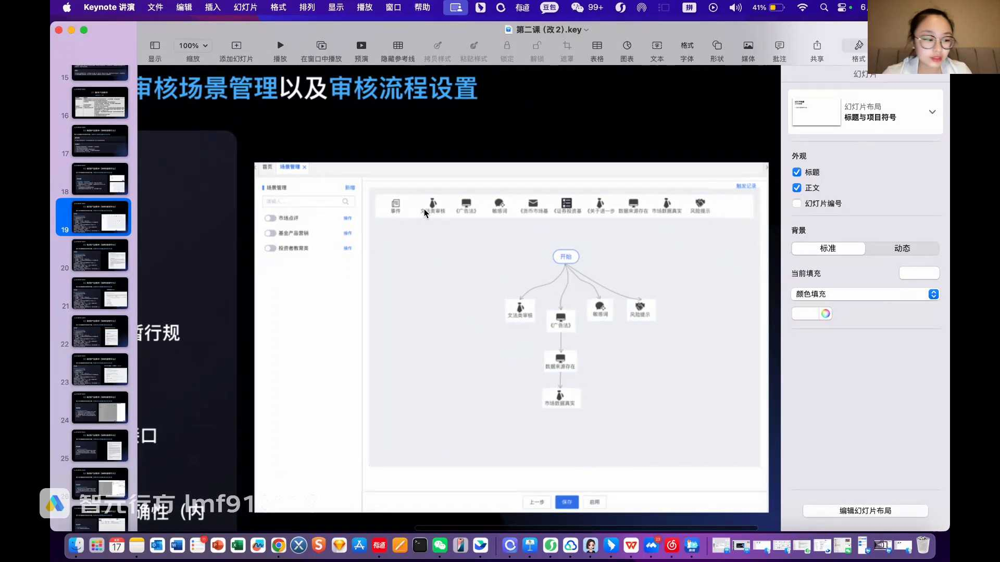 Keynote 讲演 文件 编辑 插入 幻灯片 格式 排列 显示 播放 窗口 帮助 有道 豆包 99+ 拼 41%
第二课 (改2).key
100%
显示 缩放 添加幻灯片 播放 在窗口中播放 预演 隐藏参考线 拷贝样式 粘贴样式 锁定 解锁 遮罩 表格 图表 文本 字体 形状 媒体 批注 共享 格式
格式
幻灯片
15
16
17
18
19
20
21
22
23
24
25
26
审核场景管理以及审核流程设置
暂行规
接口
确性（内
首页 场景管理
场景管理 新增
请输入...
市场点评 操作
基金产品营销 操作
投资者教育类 操作
触发记录
事件 文法类审核 《广告法》 敏感词 《货币市场基 《证券投资基 《关于进一步 数据来源存在 市场数据真实 风险提示
开始
文法类审核
《广告法》
敏感词
风险提示
数据来源存在
市场数据真实
上一步 保存 启用
幻灯片布局
标题与项目符号
外观
标题
正文
幻灯片编号
背景
标准 动态
当前填充
颜色填充
编辑幻灯片布局
智元行方 lmf91
17
有道
11
23